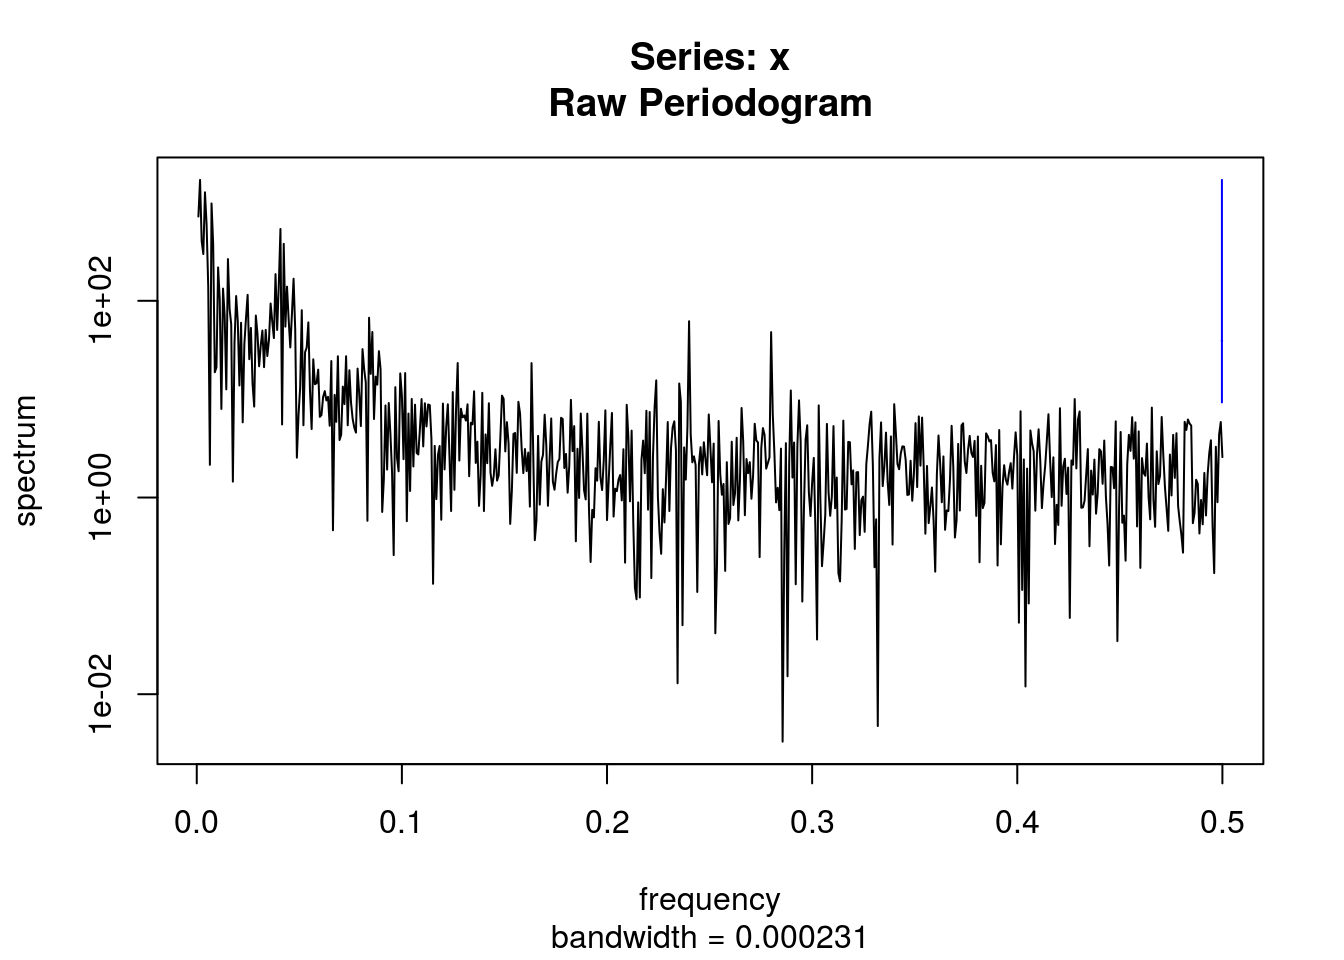 Series: x
Raw Periodogram
spectrum
1e+02
1e+00
1e-02
0.0 0.1 0.2 0.3 0.4 0.5
frequency
bandwidth = 0.000231